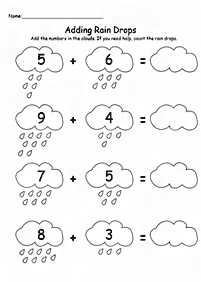 Name:
Adding Rain Drops
Add the numbers in the clouds. If you need help, count the rain drops.
5 + 6 =
9 + 4 =
7 + 5 =
8 + 3 =